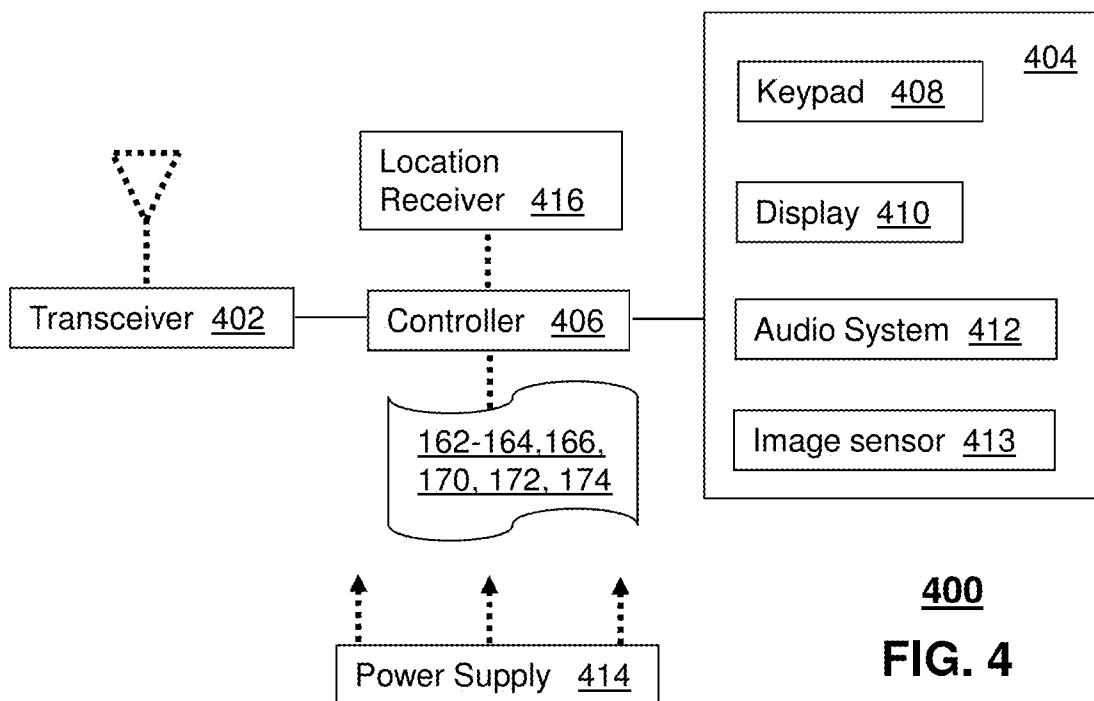 404
Keypad 408
Location
Receiver 416
Display 410
Transceiver 402
Controller 406
Audio System 412
162-164,166,
170, 172, 174
Image sensor 413
400
FIG. 4
Power Supply 414